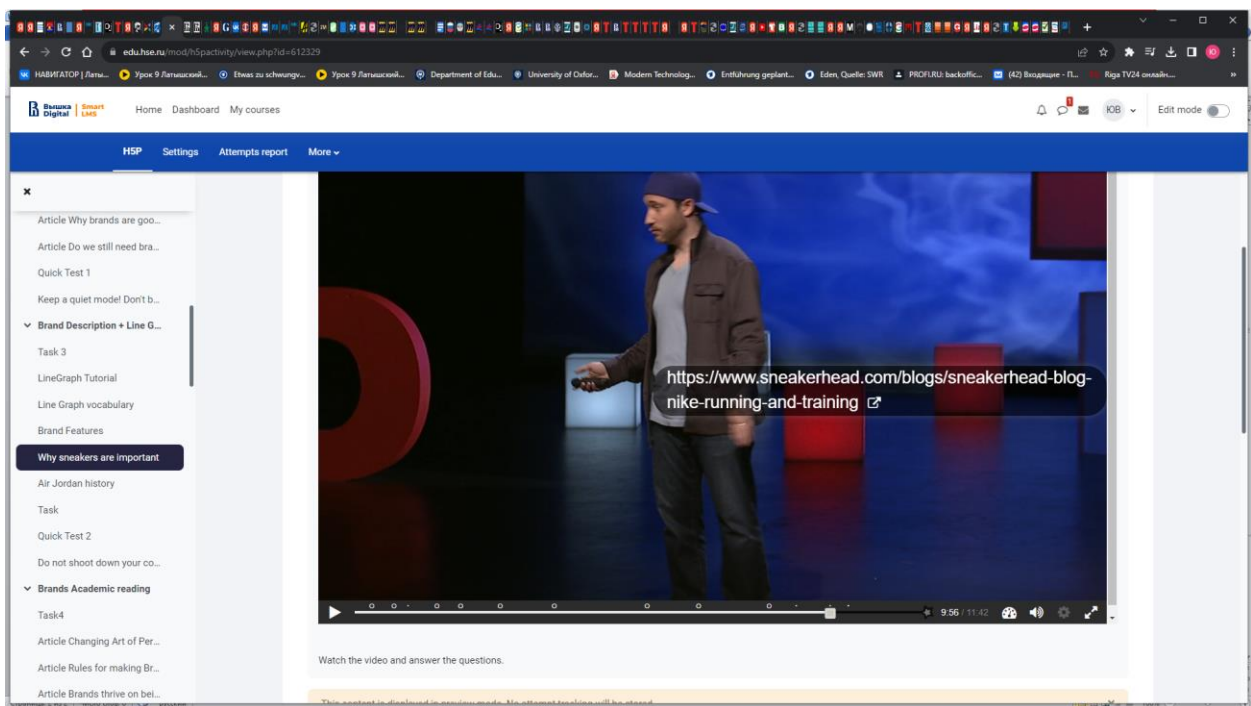 edu.hse.ru/mod/h5pactivity/view.php?id=612329
НАВИГАТОР | Латы...
Урок 9 Латышский...
Etwas zu schwungv...
Урок 9 Латышский...
Department of Edu...
University of Oxfor...
Modern Technolog...
Entführung geplant...
Eden, Quelle: SWR
PROFI.RU: backoffic...
(42) Входящие - П...
Riga TV24 онлайн....
»
Вышка Digital
Smart LMS
Home
Dashboard
My courses
1
ЮВ
Edit mode
H5P
Settings
Attempts report
More
Article Why brands are goo...
Article Do we still need bra...
Quick Test 1
Keep a quiet mode! Don't b...
Brand Description + Line G...
Task 3
LineGraph Tutorial
Line Graph vocabulary
Brand Features
Why sneakers are important
Air Jordan history
Task
Quick Test 2
Do not shoot down your co...
Brands Academic reading
Task4
Article Changing Art of Per...
Article Rules for making Br...
Article Brands thrive on bei...
https://www.sneakerhead.com/blogs/sneakerhead-blog-
nike-running-and-training
9:56 / 11:42
Watch the video and answer the questions.
This content is displayed in preview mode. No attempt tracking will be stored.